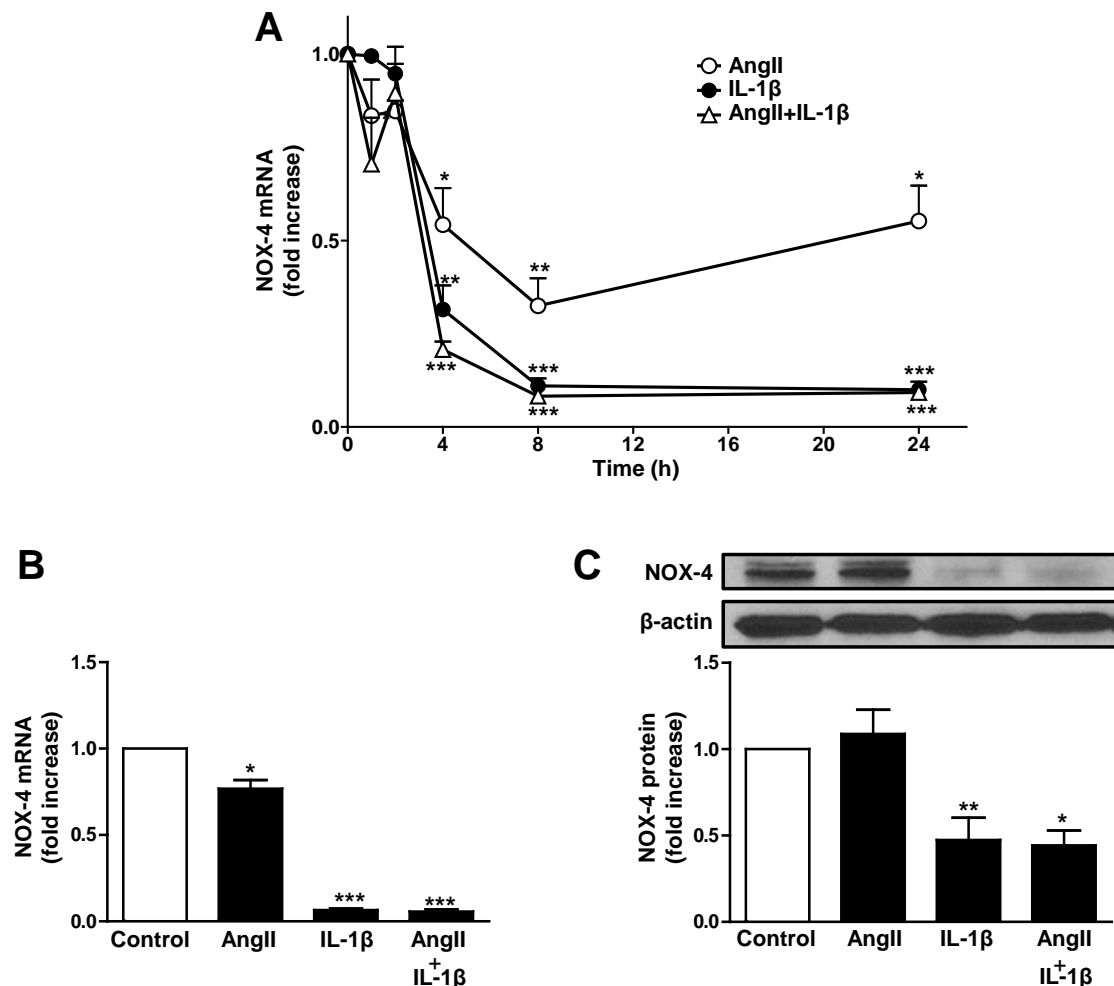 A
NOX-4 mRNA
(fold increase)
1.0
0.5
0.0
AngII
IL-1β
AngII+IL-1β
*
*
**
**
***
***
***
***
***
0
4
8
12
16
20
24
Time (h)
B
NOX-4 mRNA
(fold increase)
1.5
1.0
0.5
0.0
*
***
***
Control
AngII
IL-1β
AngII
+
IL-1β
C
NOX-4
β-actin
NOX-4 protein
(fold increase)
1.5
1.0
0.5
0.0
**
*
Control
AngII
IL-1β
AngII
+
IL-1β